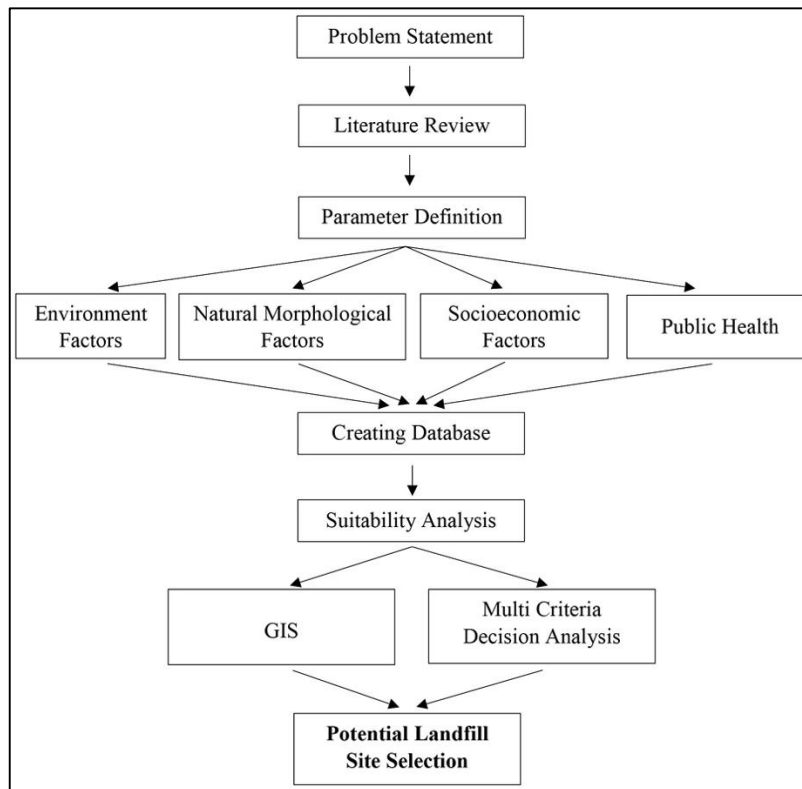 Problem Statement
Literature Review
Parameter Definition
Environment
Factors
Natural Morphological
Factors
Socioeconomic
Factors
Public Health
Creating Database
Suitability Analysis
GIS
Multi Criteria
Decision Analysis
Potential Landfill
Site Selection